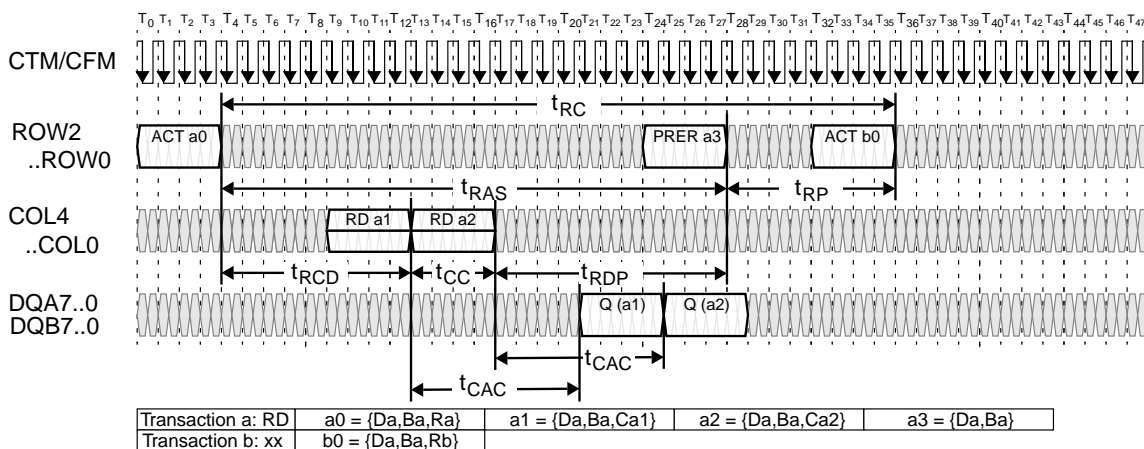 T0 T1 T2 T3 T4 T5 T6 T7 T8 T9 T10 T11 T12 T13 T14 T15 T16 T17 T18 T19 T20 T21 T22 T23 T24 T25 T26 T27 T28 T29 T30 T31 T32 T33 T34 T35 T36 T37 T38 T39 T40 T41 T42 T43 T44 T45 T46 T47
CTM/CFM
tRC
ROW2
..ROW0
ACT a0
PRER a3
ACT b0
tRAS
tRP
COL4
..COL0
RD a1
RD a2
tRCD
tCC
tRDP
DQA7..0
DQB7..0
Q (a1)
Q (a2)
tCAC
tCAC
Transaction a: RD a0 = {Da,Ba,Ra} a1 = {Da,Ba,Ca1} a2 = {Da,Ba,Ca2} a3 = {Da,Ba}
Transaction b: xx b0 = {Da,Ba,Rb}